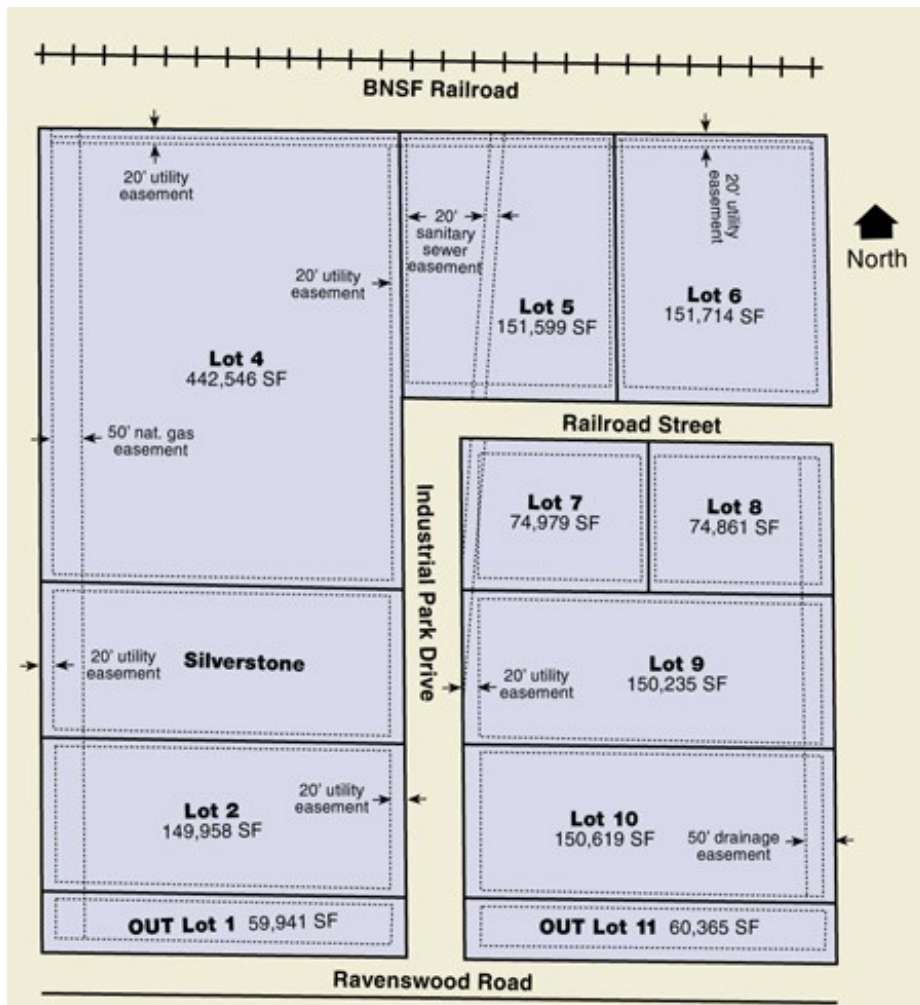 BNSF Railroad
20' utility
easement
20' utility
easement
20'
sanitary
sewer
easement
20' utility
easement
North
Lot 4
442,546 SF
Lot 5
151,599 SF
Lot 6
151,714 SF
50' nat. gas
easement
Railroad Street
Industrial Park Drive
Lot 7
74,979 SF
Lot 8
74,861 SF
20' utility
easement
Silverstone
20' utility
easement
Lot 9
150,235 SF
Lot 2
149,958 SF
20' utility
easement
Lot 10
150,619 SF
50' drainage
easement
OUT Lot 1 59,941 SF
OUT Lot 11 60,365 SF
Ravenswood Road